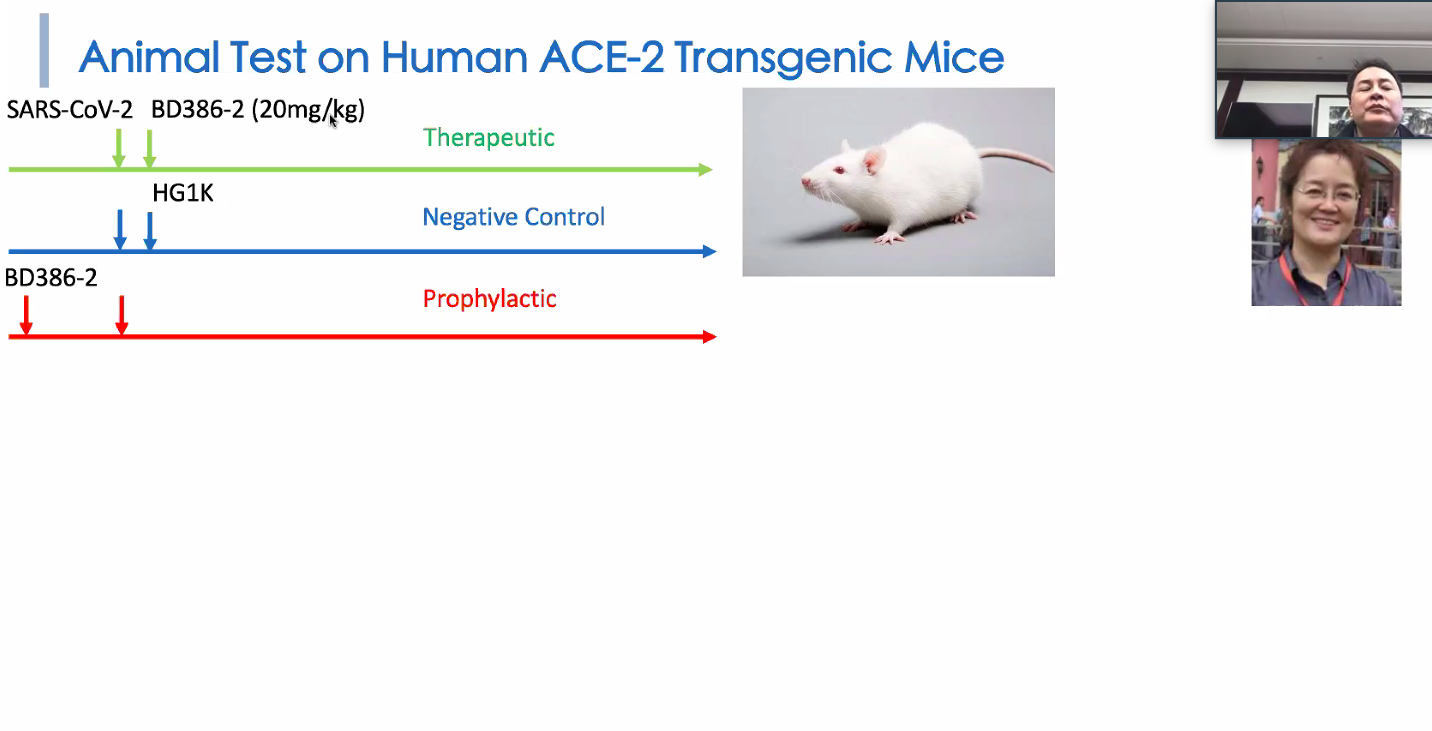 Animal Test on Human ACE-2 Transgenic Mice
SARS-CoV-2 BD386-2 (20mg/kg)
Therapeutic
HG1K
Negative Control
BD386-2
Prophylactic